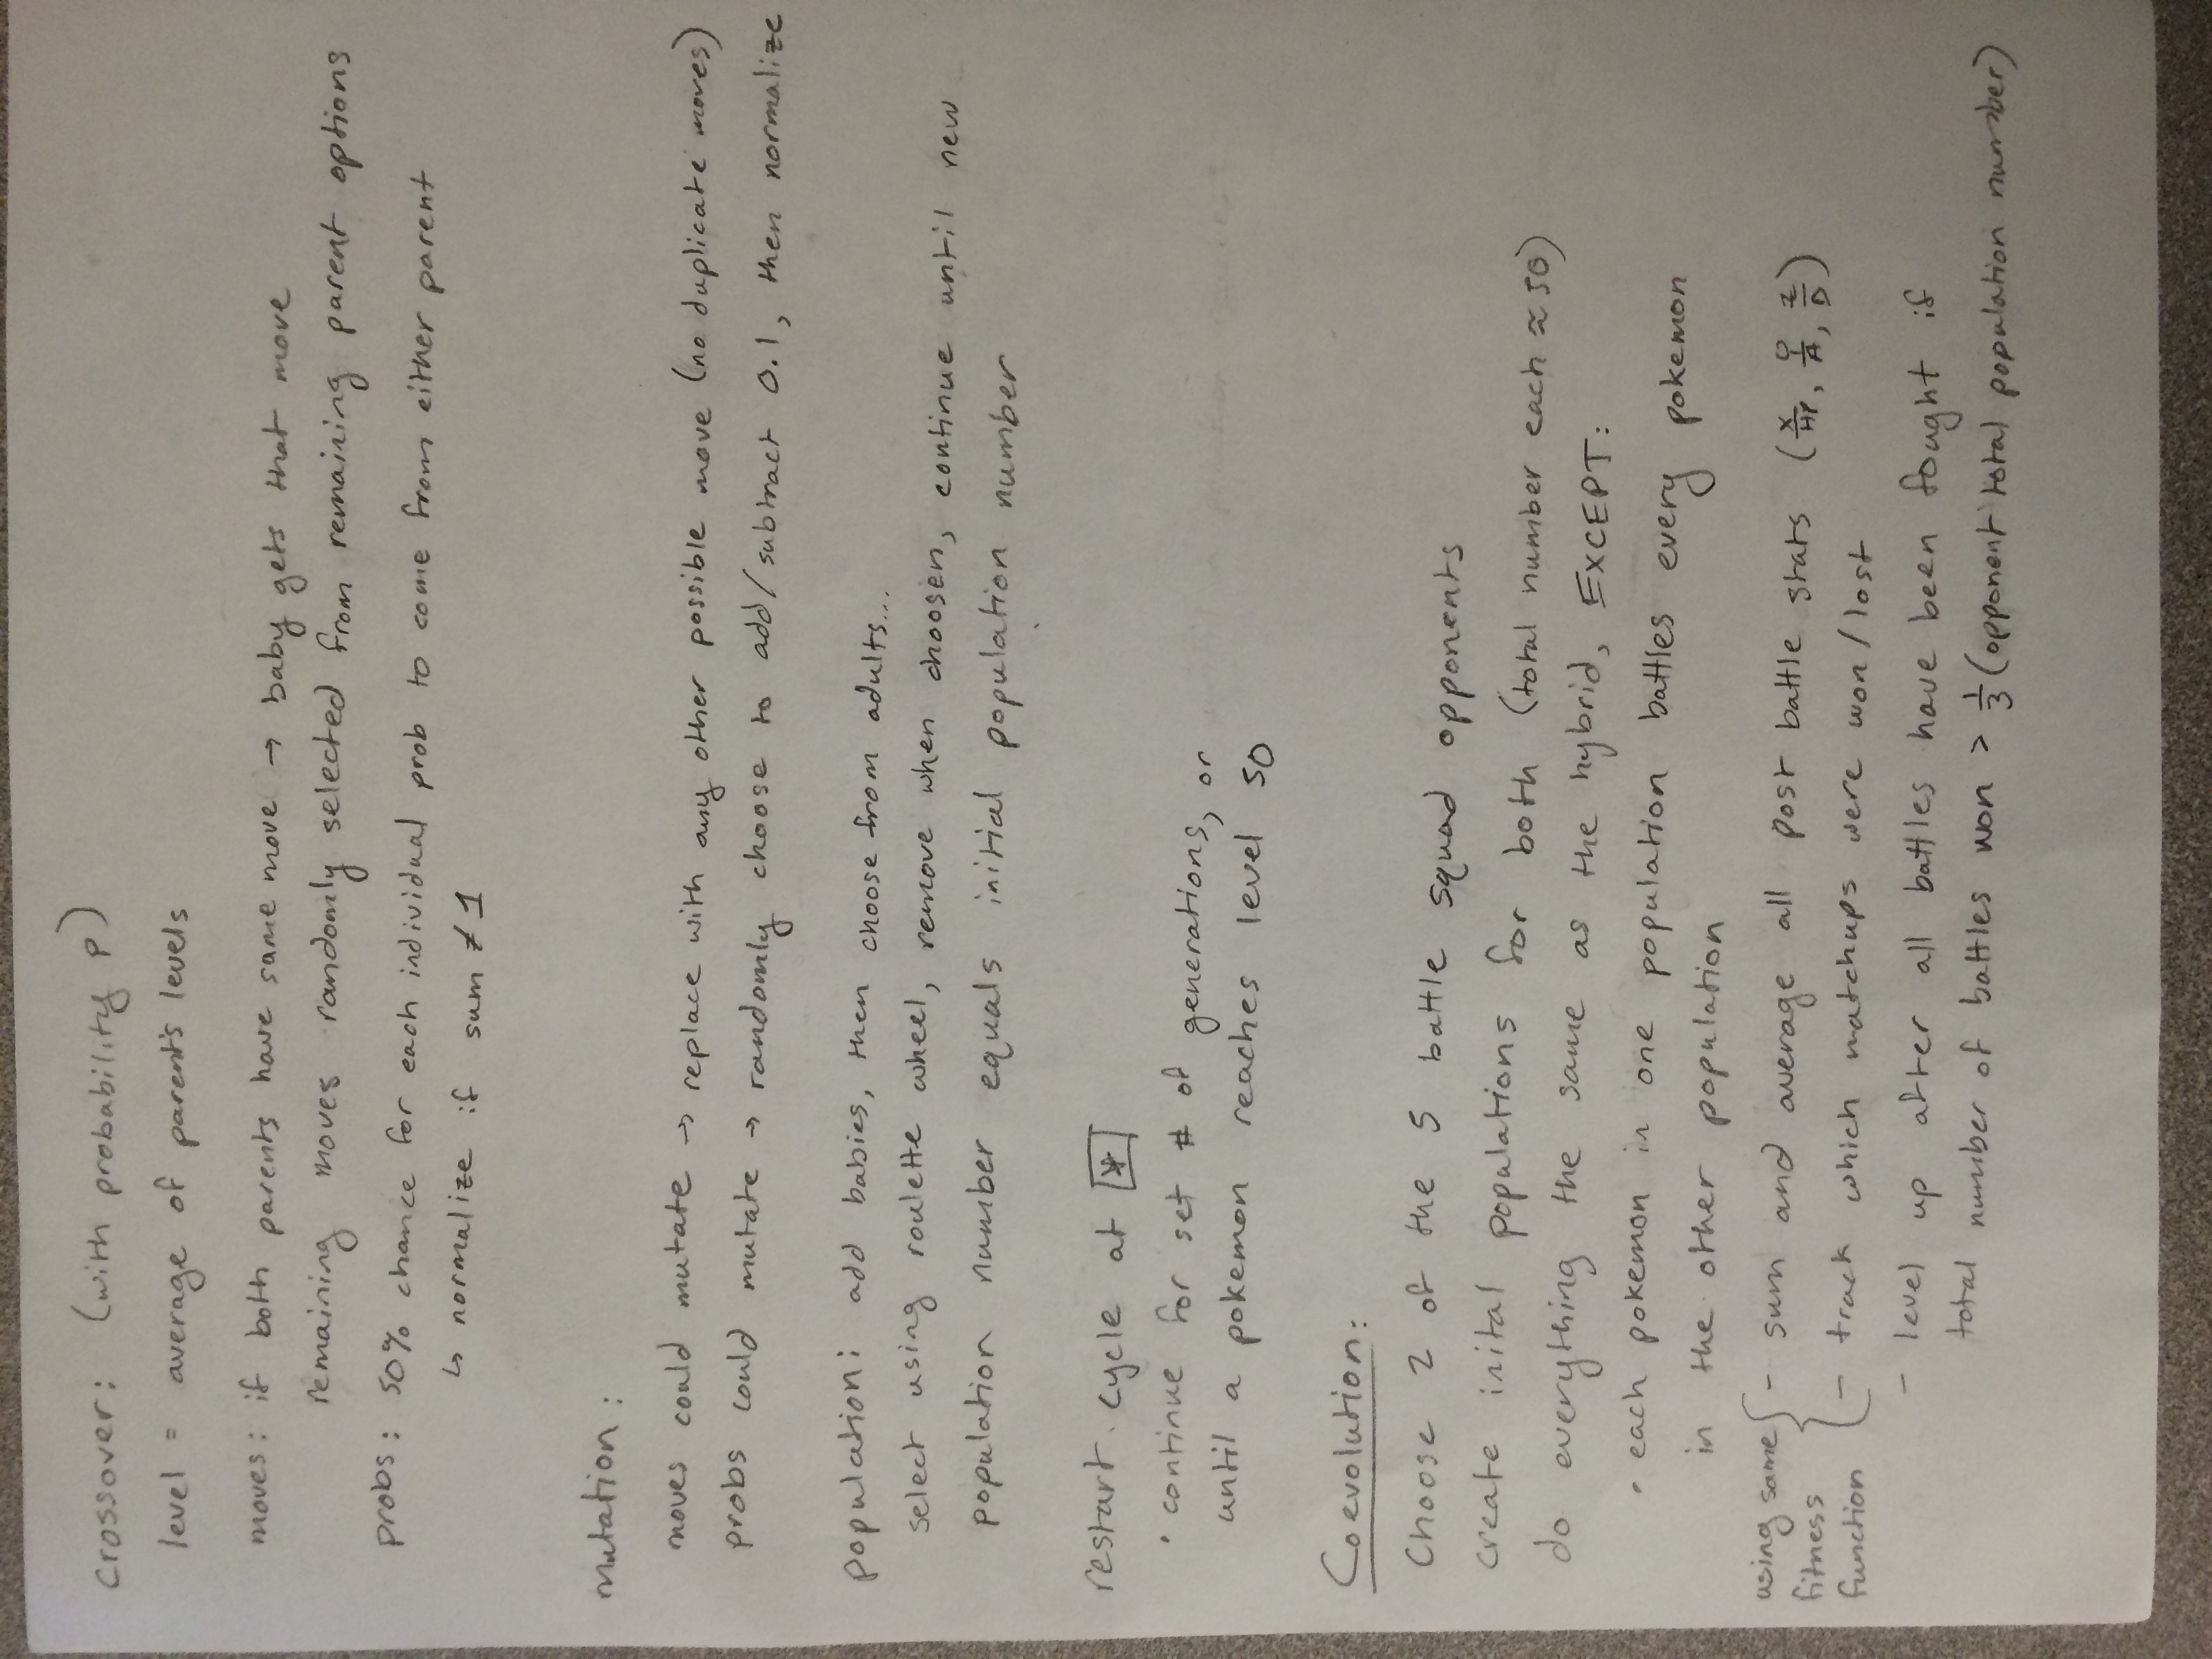 crossover: (with probability p)
level = average of parent's levels
moves: if both parents have same move → baby gets that move
remaining moves randomly selected from remaining parent options
probs: 50% chance for each individual prob to come from either parent
↳ normalize if sum ≠ 1
mutation:
moves could mutate → replace with any other possible move (no duplicate moves)
probs could mutate → randomly choose to add/subtract 0.1, then normalize
population: add babies, then choose from adults...
select using roulette wheel, remove when choosen, continue until new
population number equals initial population number
restart cycle at [*]
• continue for set # of generations, or
until a pokemon reaches level 50
Coevolution:
Choose 2 of the 5 battle squad opponents
create inital populations for both (total number each ≈ 50)
do everything the same as the hybrid, EXCEPT:
• each pokemon in one population battles every pokemon
in the other population
using same fitness function { - sum and average all post battle stats (X/HP, Y/A, Z/D)
- track which matchups were won/lost
- level up after all battles have been fought if
total number of battles won > 1/3 (opponent total population number)